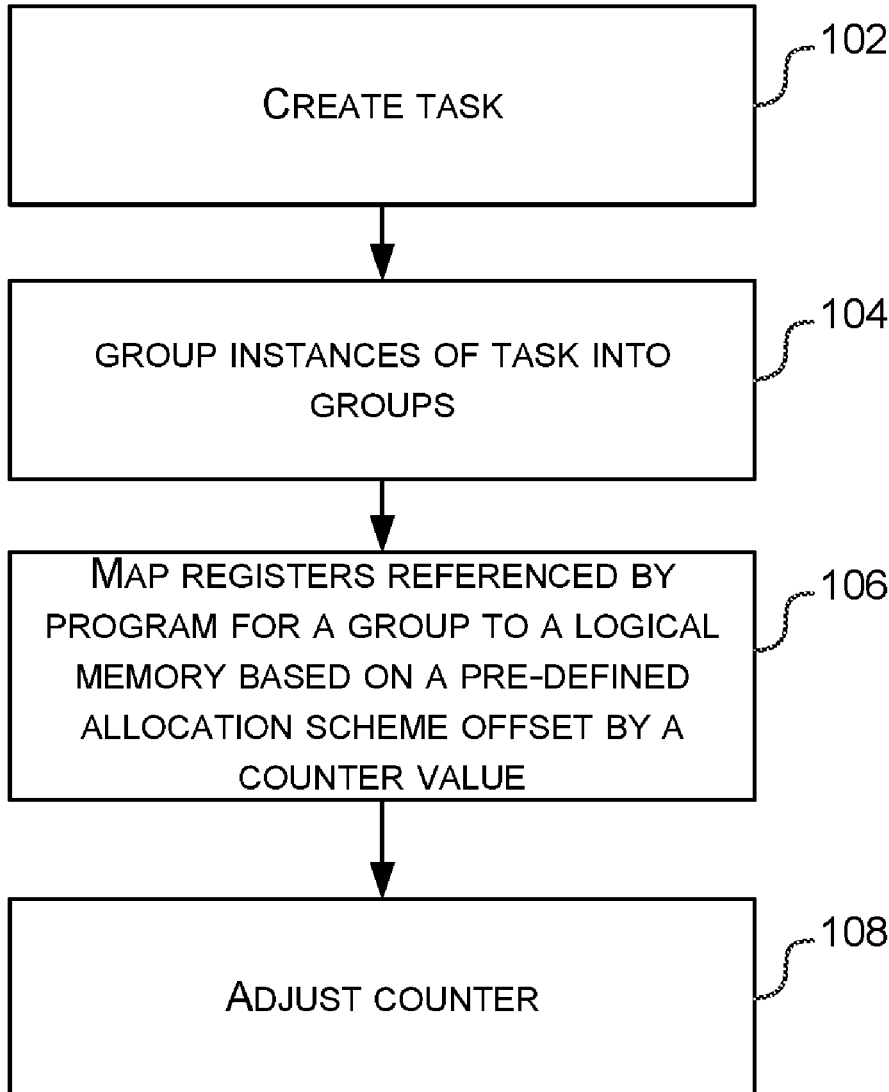 CREATE TASK
102
GROUP INSTANCES OF TASK INTO
GROUPS
104
MAP REGISTERS REFERENCED BY
PROGRAM FOR A GROUP TO A LOGICAL
MEMORY BASED ON A PRE-DEFINED
ALLOCATION SCHEME OFFSET BY A
COUNTER VALUE
106
ADJUST COUNTER
108